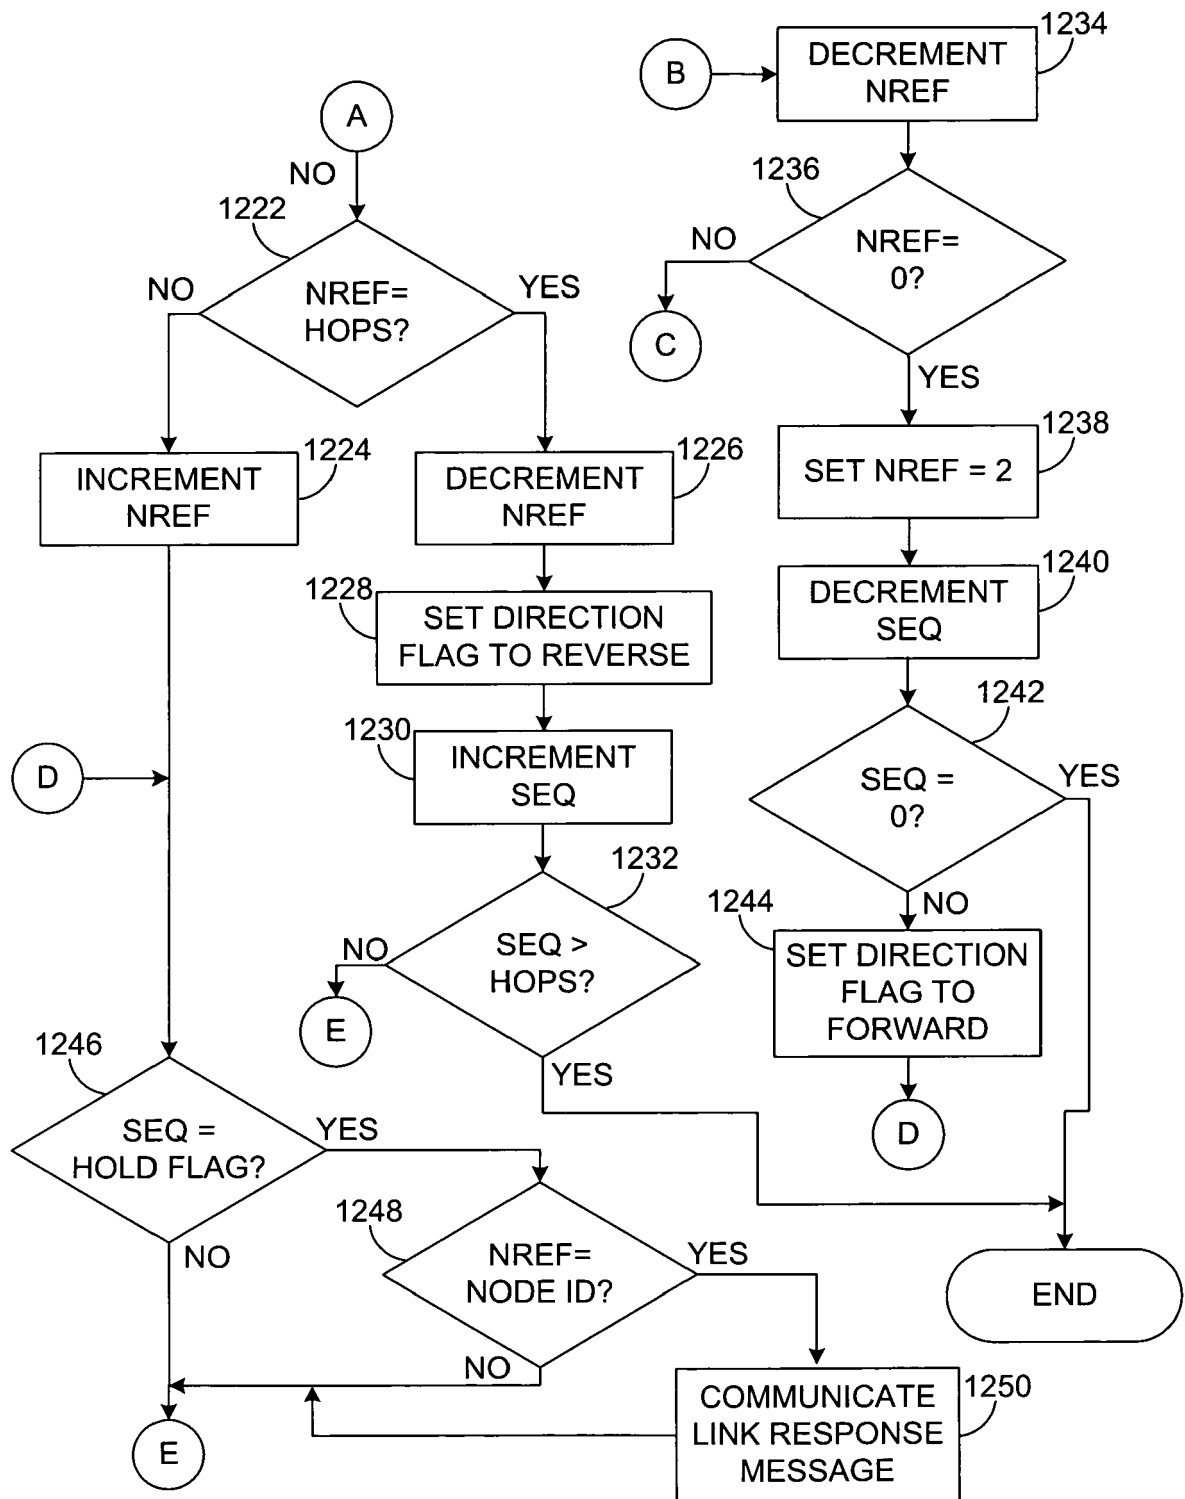 1234
DECREMENT
NREF
B
A
NO
1236
NREF=
0?
NO
C
YES
1222
NREF=
HOPS?
NO
YES
1224
INCREMENT
NREF
1226
DECREMENT
NREF
1238
SET NREF = 2
1228
SET DIRECTION
FLAG TO REVERSE
1240
DECREMENT
SEQ
1230
INCREMENT
SEQ
D
1242
SEQ =
0?
YES
NO
1232
SEQ >
HOPS?
NO
E
YES
1244
SET DIRECTION
FLAG TO
FORWARD
D
1246
SEQ =
HOLD FLAG?
YES
NO
1248
NREF=
NODE ID?
YES
NO
END
1250
COMMUNICATE
LINK RESPONSE
MESSAGE
E